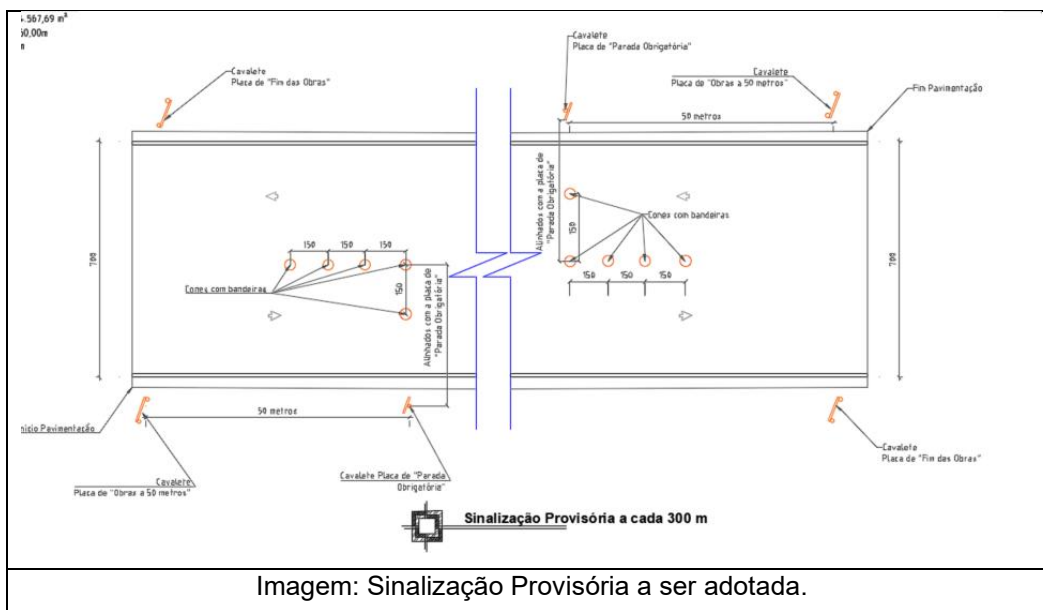 .567,69 m²
60,00m
m
Cavalete
Placa de "Fim das Obras"
Cavalete
Placa de "Parada Obrigatória"
Cavalete
Placa de "Obras a 50 metros"
Fim Pavimentação
50 metros
700
150
150
150
Cones com bandeiras
150
Alinhados com a placa de
"Parada Obrigatória"
Alinhados com a placa de
"Parada Obrigatória"
150
Cones com bandeiras
150
150
150
700
50 metros
nicio Pavimentação
Cavalete
Placa de "Obras a 50 metros"
Cavalete Placa de "Parada
Obrigatória"
Cavalete
Placa de "Fim das Obras"
Sinalização Provisória a cada 300 m
Imagem: Sinalização Provisória a ser adotada.